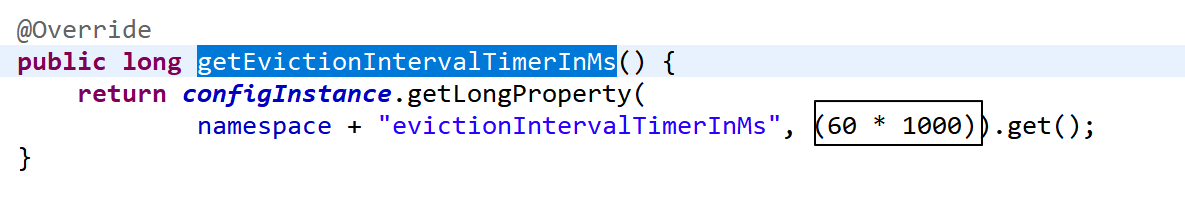 @Override
public long getEvictionIntervalTimerInMs() {
return configInstance.getLongProperty(
namespace + "evictionIntervalTimerInMs", (60 * 1000)).get();
}